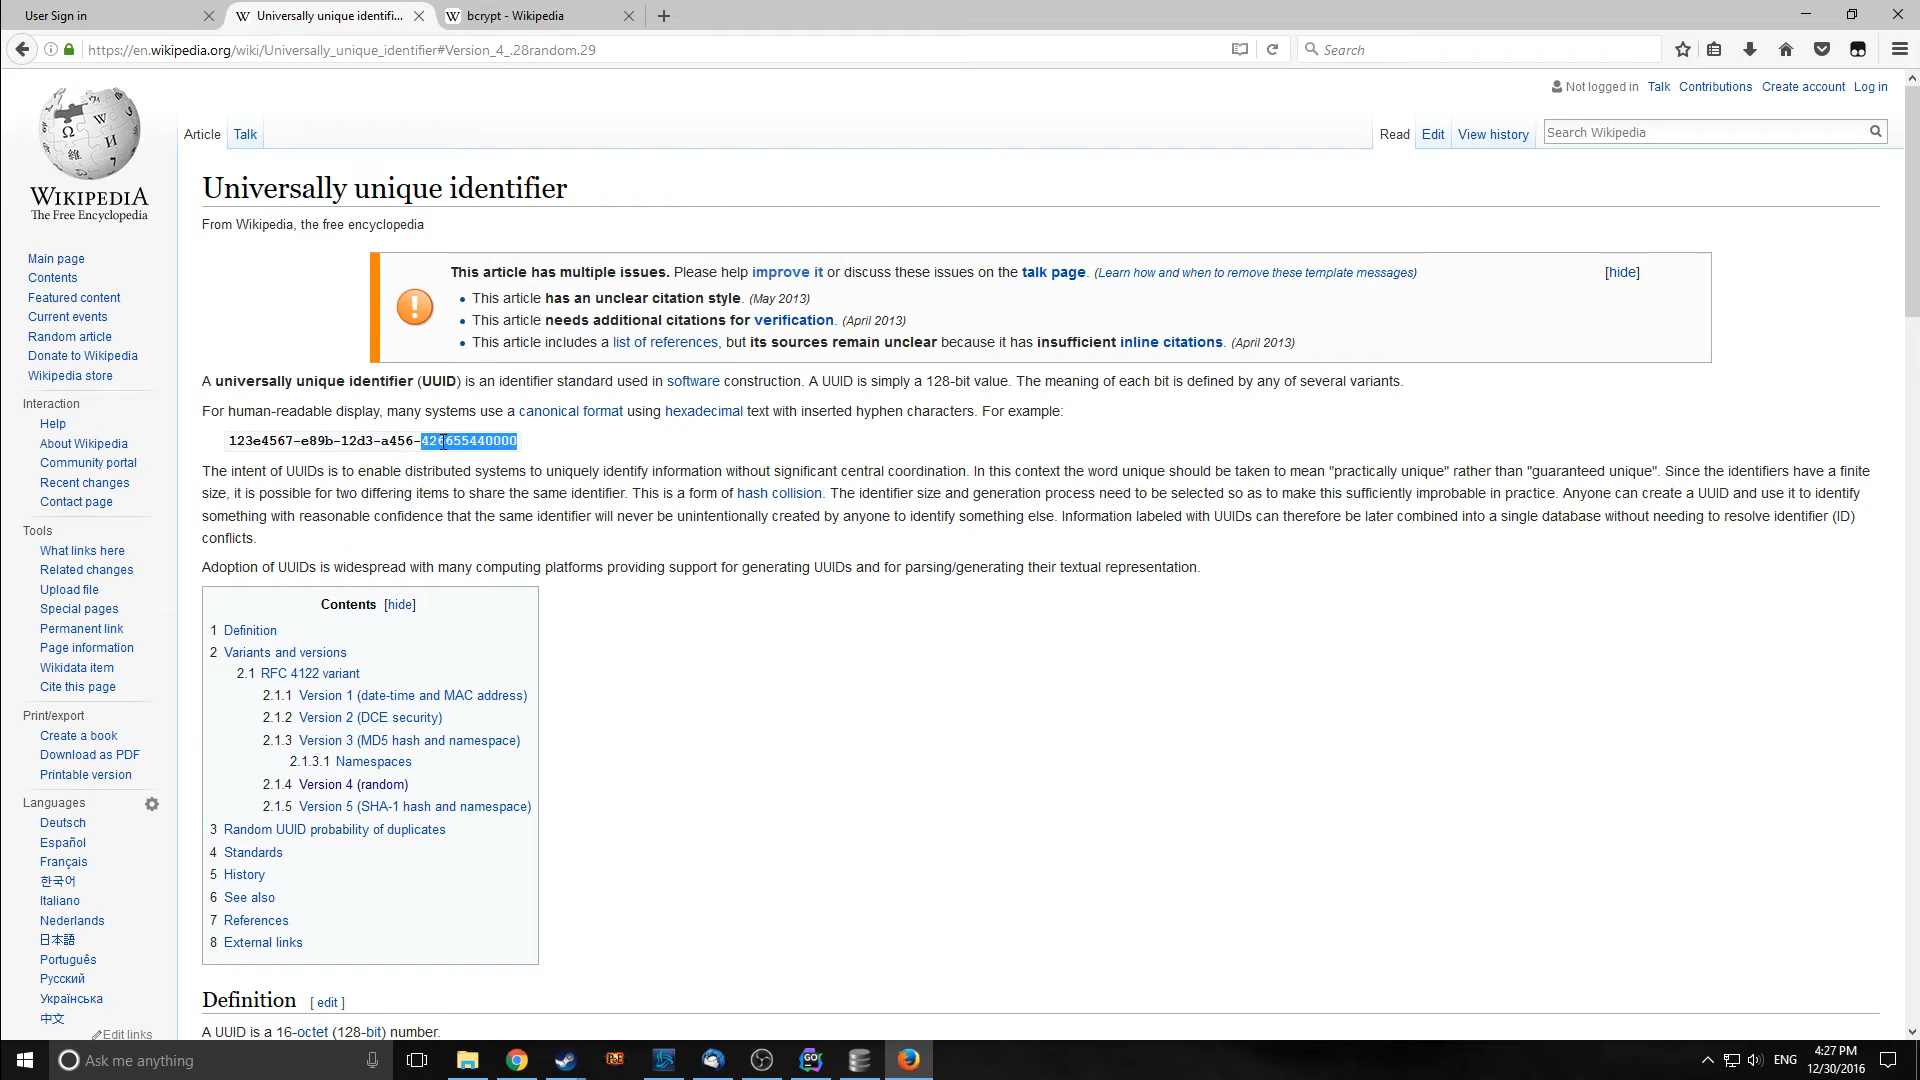 User Sign in
Universally unique identifi...
bcrypt - Wikipedia
https://en.wikipedia.org/wiki/Universally_unique_identifier#Version_4_.28random.29
Search
Not logged in Talk Contributions Create account Log in
Article Talk
Read Edit View history
Search Wikipedia
WIKIPEDIA
The Free Encyclopedia
Main page
Contents
Featured content
Current events
Random article
Donate to Wikipedia
Wikipedia store
Interaction
Help
About Wikipedia
Community portal
Recent changes
Contact page
Tools
What links here
Related changes
Upload file
Special pages
Permanent link
Page information
Wikidata item
Cite this page
Print/export
Create a book
Download as PDF
Printable version
Languages
Deutsch
Español
Français
한국어
Italiano
Nederlands
日本語
Português
Русский
Українська
中文
Edit links
Universally unique identifier
From Wikipedia, the free encyclopedia
This article has multiple issues. Please help improve it or discuss these issues on the talk page. (Learn how and when to remove these template messages)
[hide]
• This article has an unclear citation style. (May 2013)
• This article needs additional citations for verification. (April 2013)
• This article includes a list of references, but its sources remain unclear because it has insufficient inline citations. (April 2013)
A universally unique identifier (UUID) is an identifier standard used in software construction. A UUID is simply a 128-bit value. The meaning of each bit is defined by any of several variants.
For human-readable display, many systems use a canonical format using hexadecimal text with inserted hyphen characters. For example:
123e4567-e89b-12d3-a456-426655440000
The intent of UUIDs is to enable distributed systems to uniquely identify information without significant central coordination. In this context the word unique should be taken to mean "practically unique" rather than "guaranteed unique". Since the identifiers have a finite
size, it is possible for two differing items to share the same identifier. This is a form of hash collision. The identifier size and generation process need to be selected so as to make this sufficiently improbable in practice. Anyone can create a UUID and use it to identify
something with reasonable confidence that the same identifier will never be unintentionally created by anyone to identify something else. Information labeled with UUIDs can therefore be later combined into a single database without needing to resolve identifier (ID)
conflicts.
Adoption of UUIDs is widespread with many computing platforms providing support for generating UUIDs and for parsing/generating their textual representation.
Contents [hide]
1 Definition
2 Variants and versions
2.1 RFC 4122 variant
2.1.1 Version 1 (date-time and MAC address)
2.1.2 Version 2 (DCE security)
2.1.3 Version 3 (MD5 hash and namespace)
2.1.3.1 Namespaces
2.1.4 Version 4 (random)
2.1.5 Version 5 (SHA-1 hash and namespace)
3 Random UUID probability of duplicates
4 Standards
5 History
6 See also
7 References
8 External links
Definition [ edit ]
A UUID is a 16-octet (128-bit) number.
Ask me anything
ENG
4:27 PM
12/30/2016